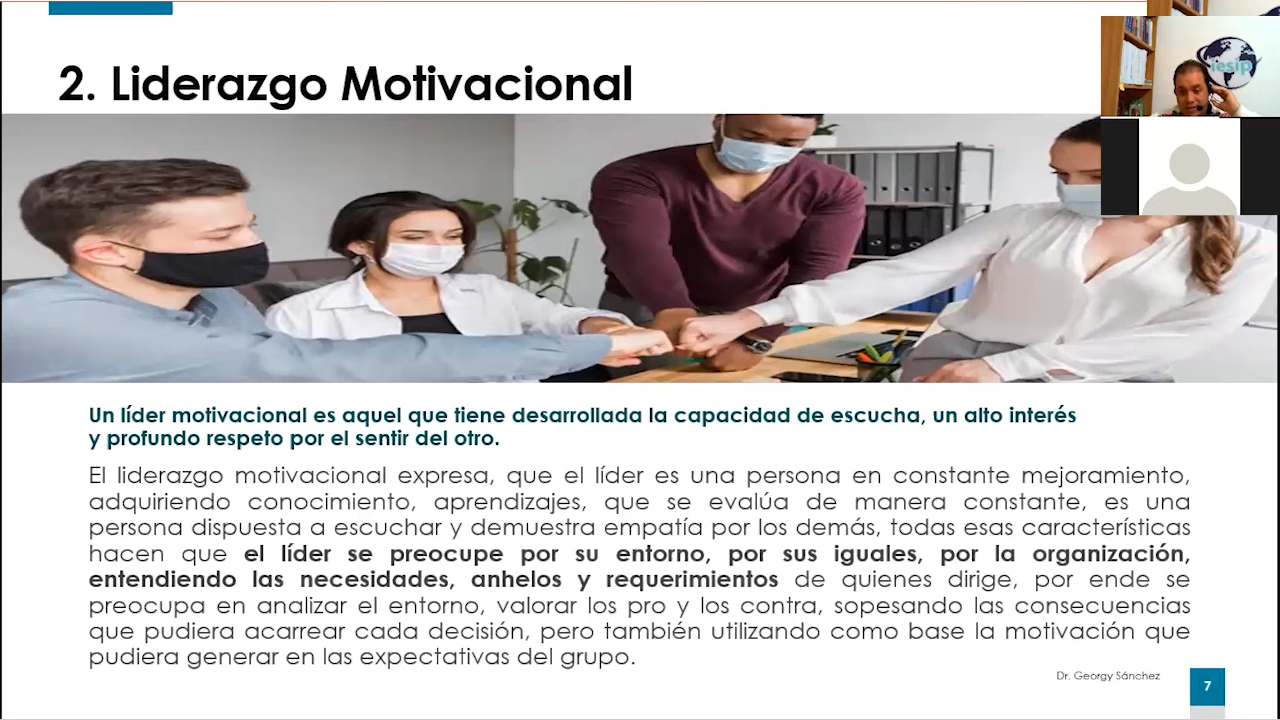 2. Liderazgo Motivacional
iesip
Un líder motivacional es aquel que tiene desarrollada la capacidad de escucha, un alto interés
y profundo respeto por el sentir del otro.
El liderazgo motivacional expresa, que el líder es una persona en constante mejoramiento,
adquiriendo conocimiento, aprendizajes, que se evalúa de manera constante, es una
persona dispuesta a escuchar y demuestra empatía por los demás, todas esas características
hacen que el líder se preocupe por su entorno, por sus iguales, por la organización,
entendiendo las necesidades, anhelos y requerimientos de quienes dirige, por ende se
preocupa en analizar el entorno, valorar los pro y los contra, sopesando las consecuencias
que pudiera acarrear cada decisión, pero también utilizando como base la motivación que
pudiera generar en las expectativas del grupo.
Dr. Georgy Sánchez
7